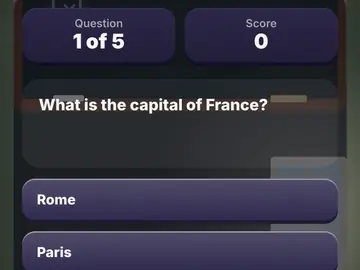 Question
1 of 5
Score
0
What is the capital of France?
Rome
Paris